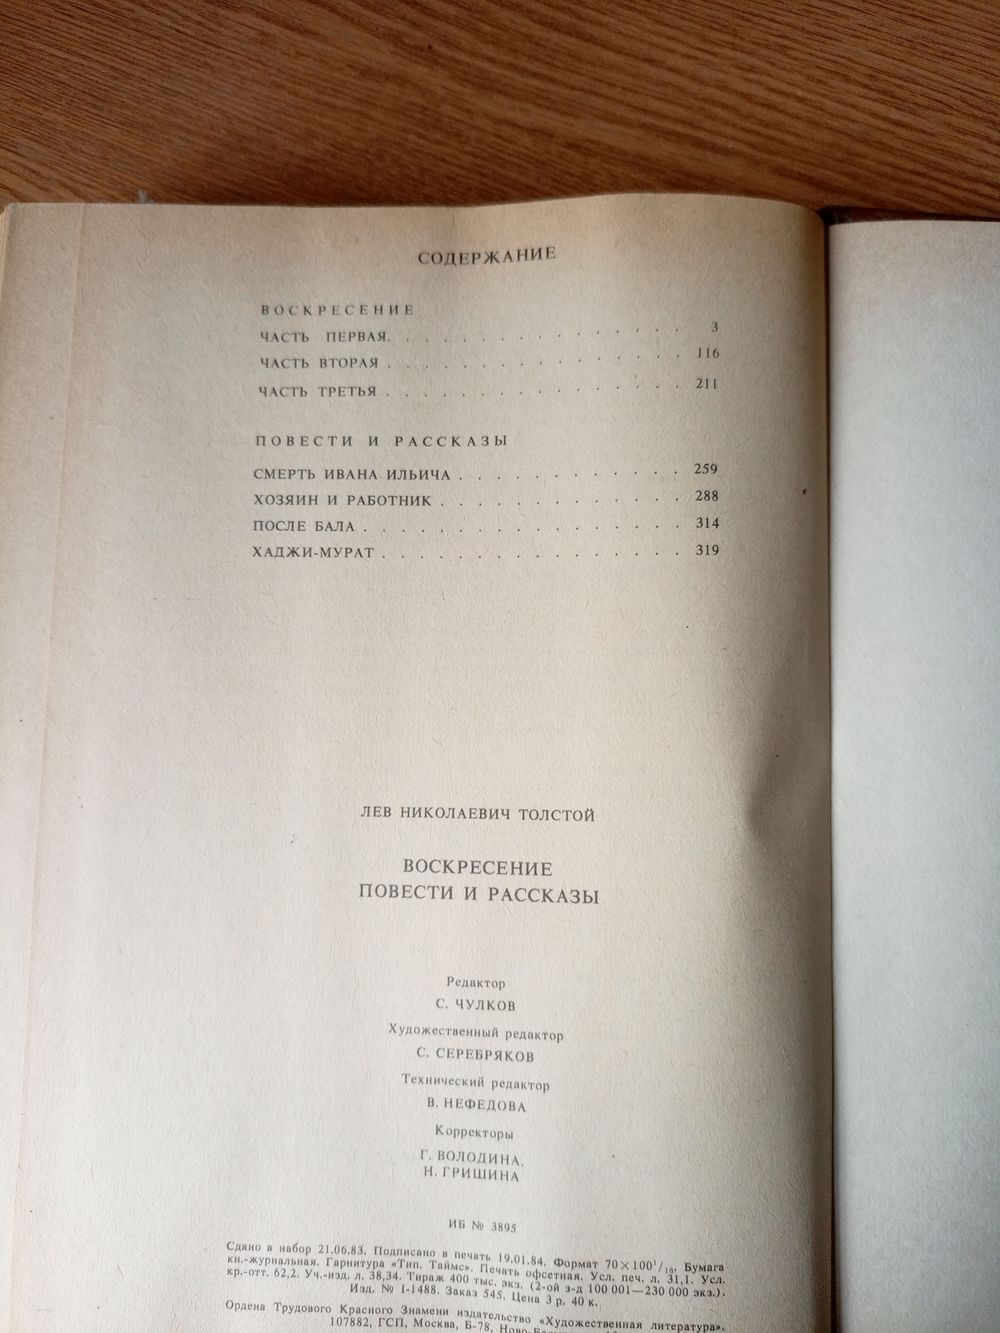 СОДЕРЖАНИЕ
ВОСКРЕСЕНИЕ
ЧАСТЬ ПЕРВАЯ. . . . . . . . . . . . . . . . 3
ЧАСТЬ ВТОРАЯ . . . . . . . . . . . . . . . . 116
ЧАСТЬ ТРЕТЬЯ . . . . . . . . . . . . . . . . 211
ПОВЕСТИ И РАССКАЗЫ
СМЕРТЬ ИВАНА ИЛЬИЧА . . . . . . . . . . . . 259
ХОЗЯИН И РАБОТНИК . . . . . . . . . . . . . 288
ПОСЛЕ БАЛА . . . . . . . . . . . . . . . . . 314
ХАДЖИ-МУРАТ . . . . . . . . . . . . . . . . 319
ЛЕВ НИКОЛАЕВИЧ ТОЛСТОЙ
ВОСКРЕСЕНИЕ
ПОВЕСТИ И РАССКАЗЫ
Редактор
С. ЧУЛКОВ
Художественный редактор
С. СЕРЕБРЯКОВ
Технический редактор
В. НЕФЕДОВА
Корректоры
Г. ВОЛОДИНА,
Н. ГРИШИНА
ИБ № 3895
Сдано в набор 21.06.83. Подписано в печать 19.01.84. Формат 70×100¹/₁₆. Бумага
кн.-журнальная. Гарнитура «Тип. Таймс». Печать офсетная. Усл. печ. л. 31,1. Усл.
кр.-отт. 62,2. Уч.-изд. л. 38,34. Тираж 400 тыс. экз. (2-ой з-д 100 001—230 000 экз.).
Изд. № I-1488. Заказ 545. Цена 3 р. 40 к.
Ордена Трудового Красного Знамени издательство «Художественная литература».
107882, ГСП, Москва, Б-78,